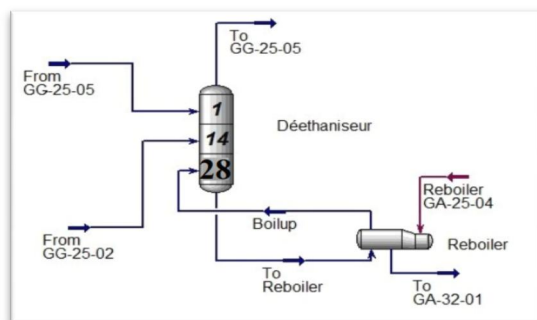 To
GG-25-05
From
GG-25-05
1
Déethaniseur
14
28
Reboiler
GA-25-04
From
GG-25-02
Boilup
Reboiler
To
Reboiler
To
GA-32-01